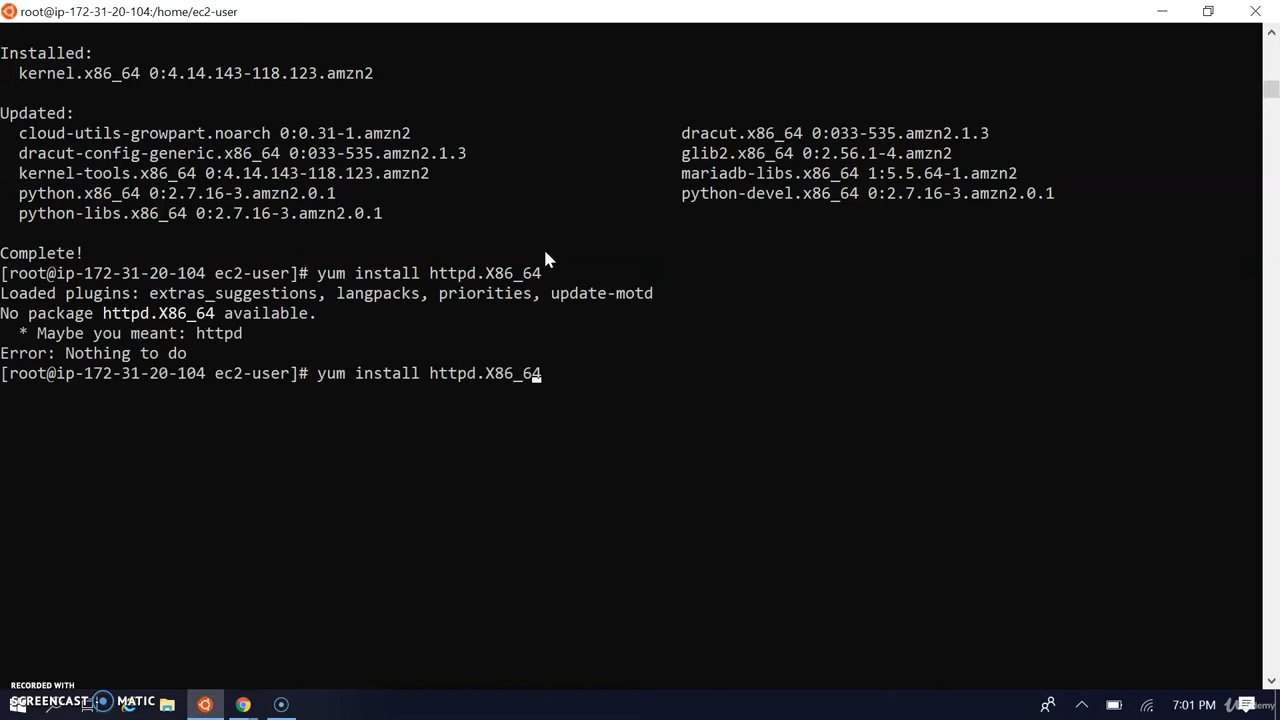 root@ip-172-31-20-104:/home/ec2-user
Installed:
kernel.x86_64 0:4.14.143-118.123.amzn2
Updated:
cloud-utils-growpart.noarch 0:0.31-1.amzn2 dracut.x86_64 0:033-535.amzn2.1.3
dracut-config-generic.x86_64 0:033-535.amzn2.1.3 glib2.x86_64 0:2.56.1-4.amzn2
kernel-tools.x86_64 0:4.14.143-118.123.amzn2 mariadb-libs.x86_64 1:5.5.64-1.amzn2
python.x86_64 0:2.7.16-3.amzn2.0.1 python-devel.x86_64 0:2.7.16-3.amzn2.0.1
python-libs.x86_64 0:2.7.16-3.amzn2.0.1
Complete!
[root@ip-172-31-20-104 ec2-user]# yum install httpd.X86_64
Loaded plugins: extras_suggestions, langpacks, priorities, update-motd
No package httpd.X86_64 available.
* Maybe you meant: httpd
Error: Nothing to do
[root@ip-172-31-20-104 ec2-user]# yum install httpd.X86_64
RECORDED WITH
SCREENCAST MATIC
7:01 PM